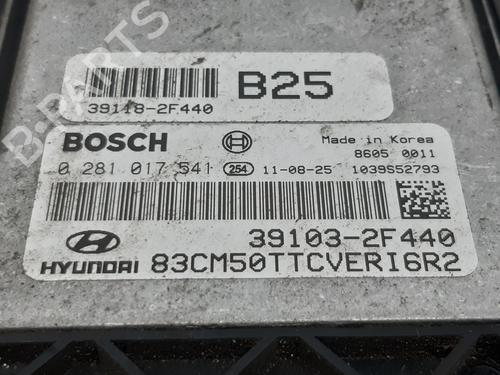 B-PARTS
39118-2F440
B25
BOSCH
Made in Korea
8605 0011
0 281 017 541 254 11-08-25 1039S52793
39103-2F440
HYUNDAI 83CM50TTCVERI6R2